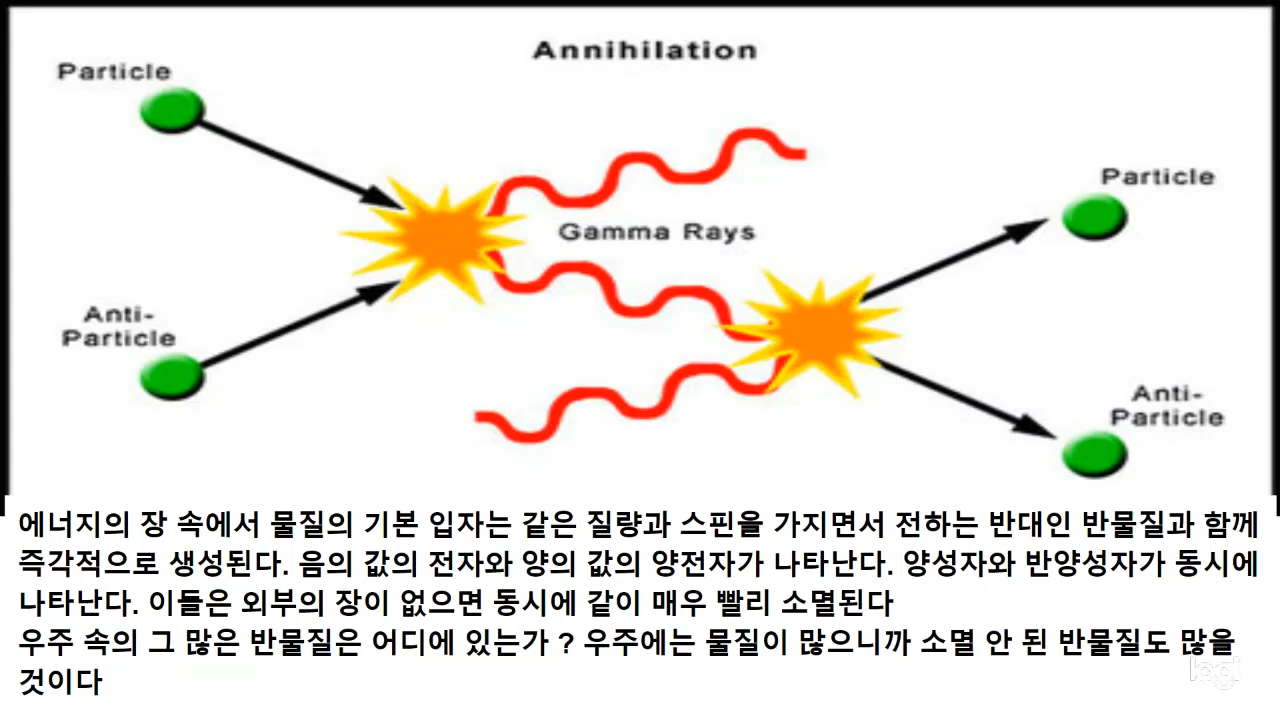 Annihilation
Particle
Particle
Gamma Rays
Anti-
Particle
Anti-
Particle
에너지의 장 속에서 물질의 기본 입자는 같은 질량과 스핀을 가지면서 전하는 반대인 반물질과 함께
즉각적으로 생성된다. 음의 값의 전자와 양의 값의 양전자가 나타난다. 양성자와 반양성자가 동시에
나타난다. 이들은 외부의 장이 없으면 동시에 같이 매우 빨리 소멸된다
우주 속의 그 많은 반물질은 어디에 있는가 ? 우주에는 물질이 많으니까 소멸 안 된 반물질도 많을
것이다